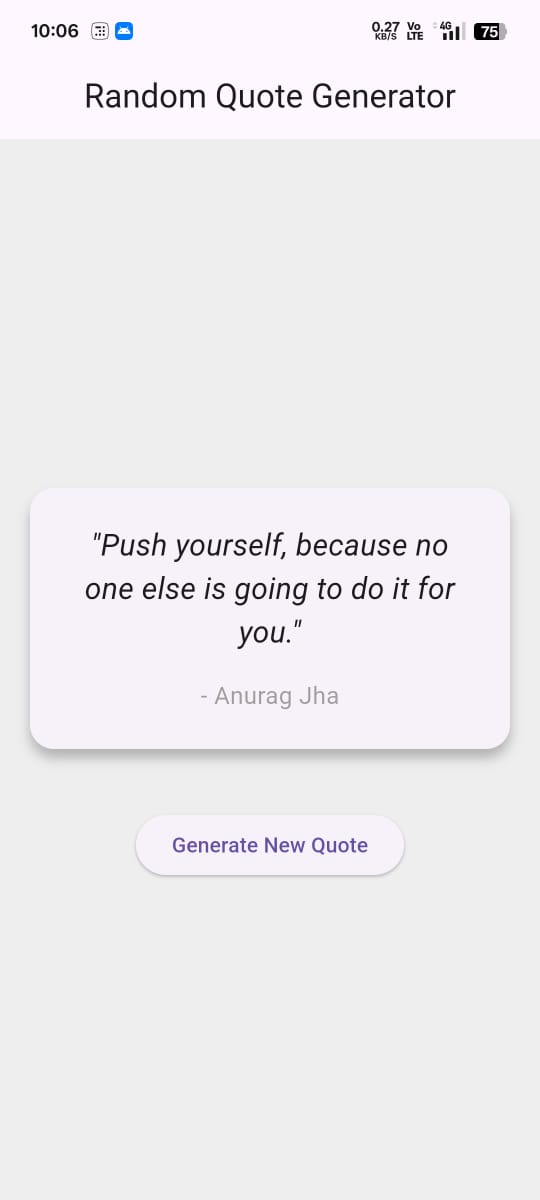 10:06 0.27 KB/S Vo LTE 4G 75
Random Quote Generator
"Push yourself, because no
one else is going to do it for
you."
- Anurag Jha
Generate New Quote